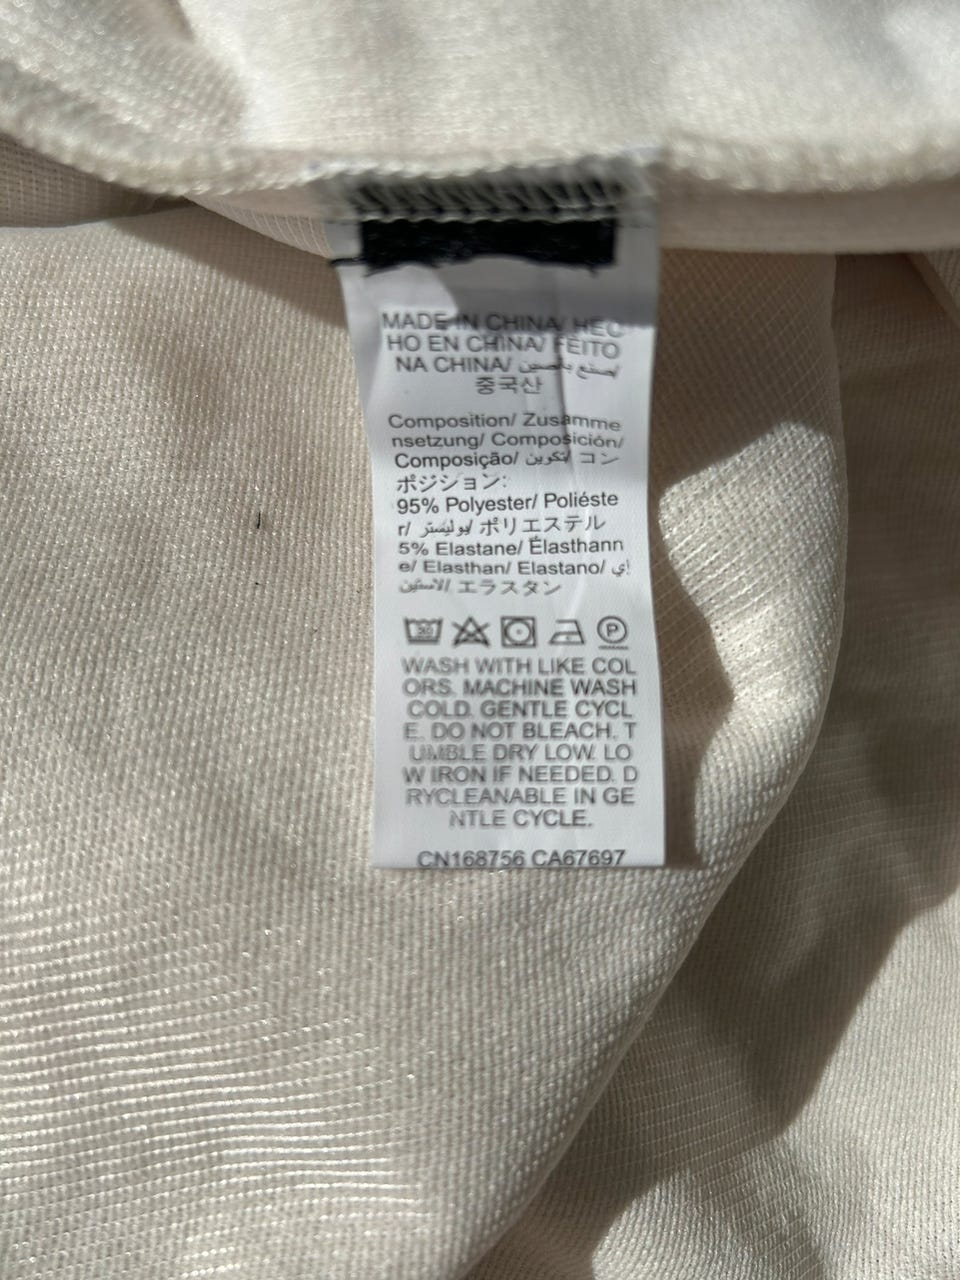 MADE IN CHINA/ HEC
HO EN CHINA/ FEITO
NA CHINA/ صنع بالصين/
중국산
Composition/ Zusamme
nsetzung/ Composición/
Composição/ تكوين/ コン
ポジション:
95% Polyester/ Poliéste
r/ بوليستر/ ポリエステル
5% Elastane/ Élasthann
e/ Elasthan/ Elastano/ إي
لاستين/ エラスタン
30 P
WASH WITH LIKE COL
ORS. MACHINE WASH
COLD. GENTLE CYCL
E. DO NOT BLEACH. T
UMBLE DRY LOW. LO
W IRON IF NEEDED. D
RYCLEANABLE IN GE
NTLE CYCLE.
CN168756 CA67697